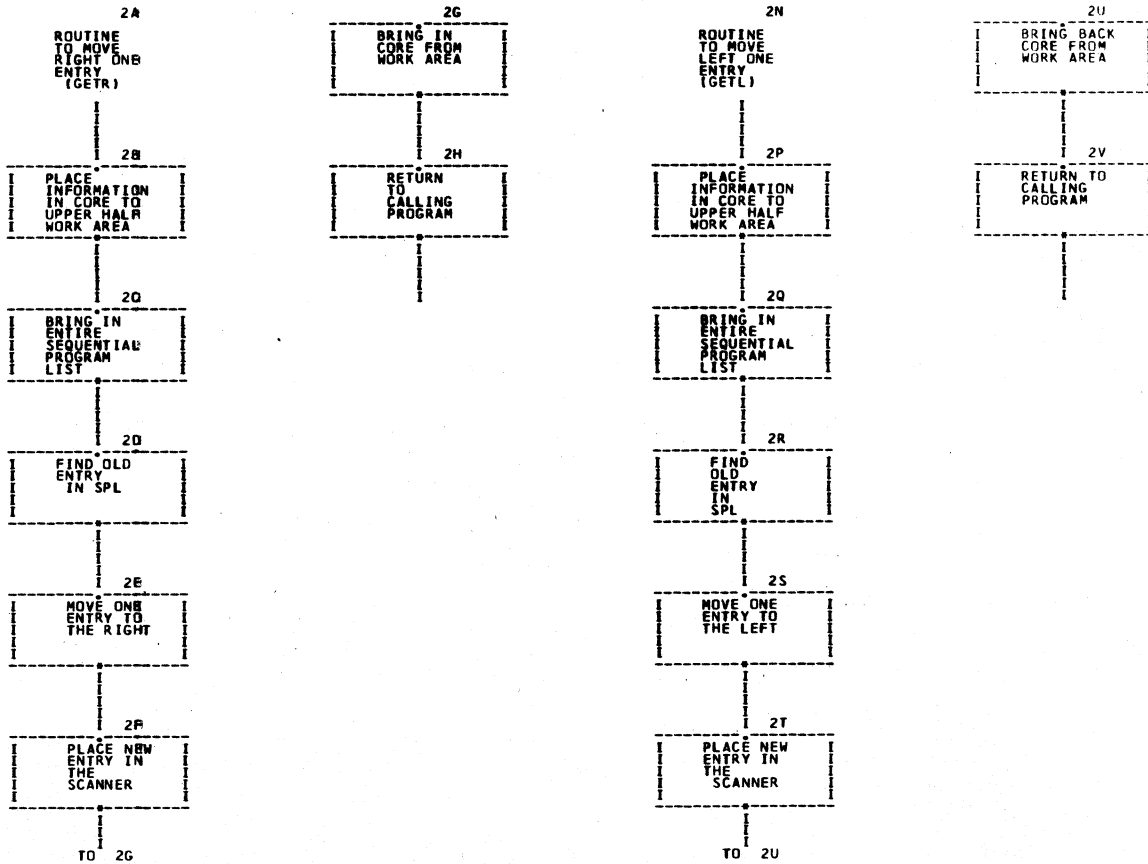 2A
ROUTINE
TO MOVE
RIGHT ONE
ENTRY
(GETR)
2B
PLACE
INFORMATION
IN CORE TO
UPPER HALF
WORK AREA
2C
BRING IN
ENTIRE
SEQUENTIAL
PROGRAM
LIST
2D
FIND OLD
ENTRY
IN SPL
2E
MOVE ONE
ENTRY TO
THE RIGHT
2F
PLACE NEW
ENTRY IN
THE
SCANNER
TO 2G
2G
BRING IN
CORE FROM
WORK AREA
2H
RETURN
TO
CALLING
PROGRAM
2N
ROUTINE
TO MOVE
LEFT ONE
ENTRY
(GETL)
2P
PLACE
INFORMATION
IN CORE TO
UPPER HALF
WORK AREA
2Q
BRING IN
ENTIRE
SEQUENTIAL
PROGRAM
LIST
2R
FIND
OLD
ENTRY
IN
SPL
2S
MOVE ONE
ENTRY TO
THE LEFT
2T
PLACE NEW
ENTRY IN
THE
SCANNER
TO 2U
2U
BRING BACK
CORE FROM
WORK AREA
2V
RETURN TO
CALLING
PROGRAM